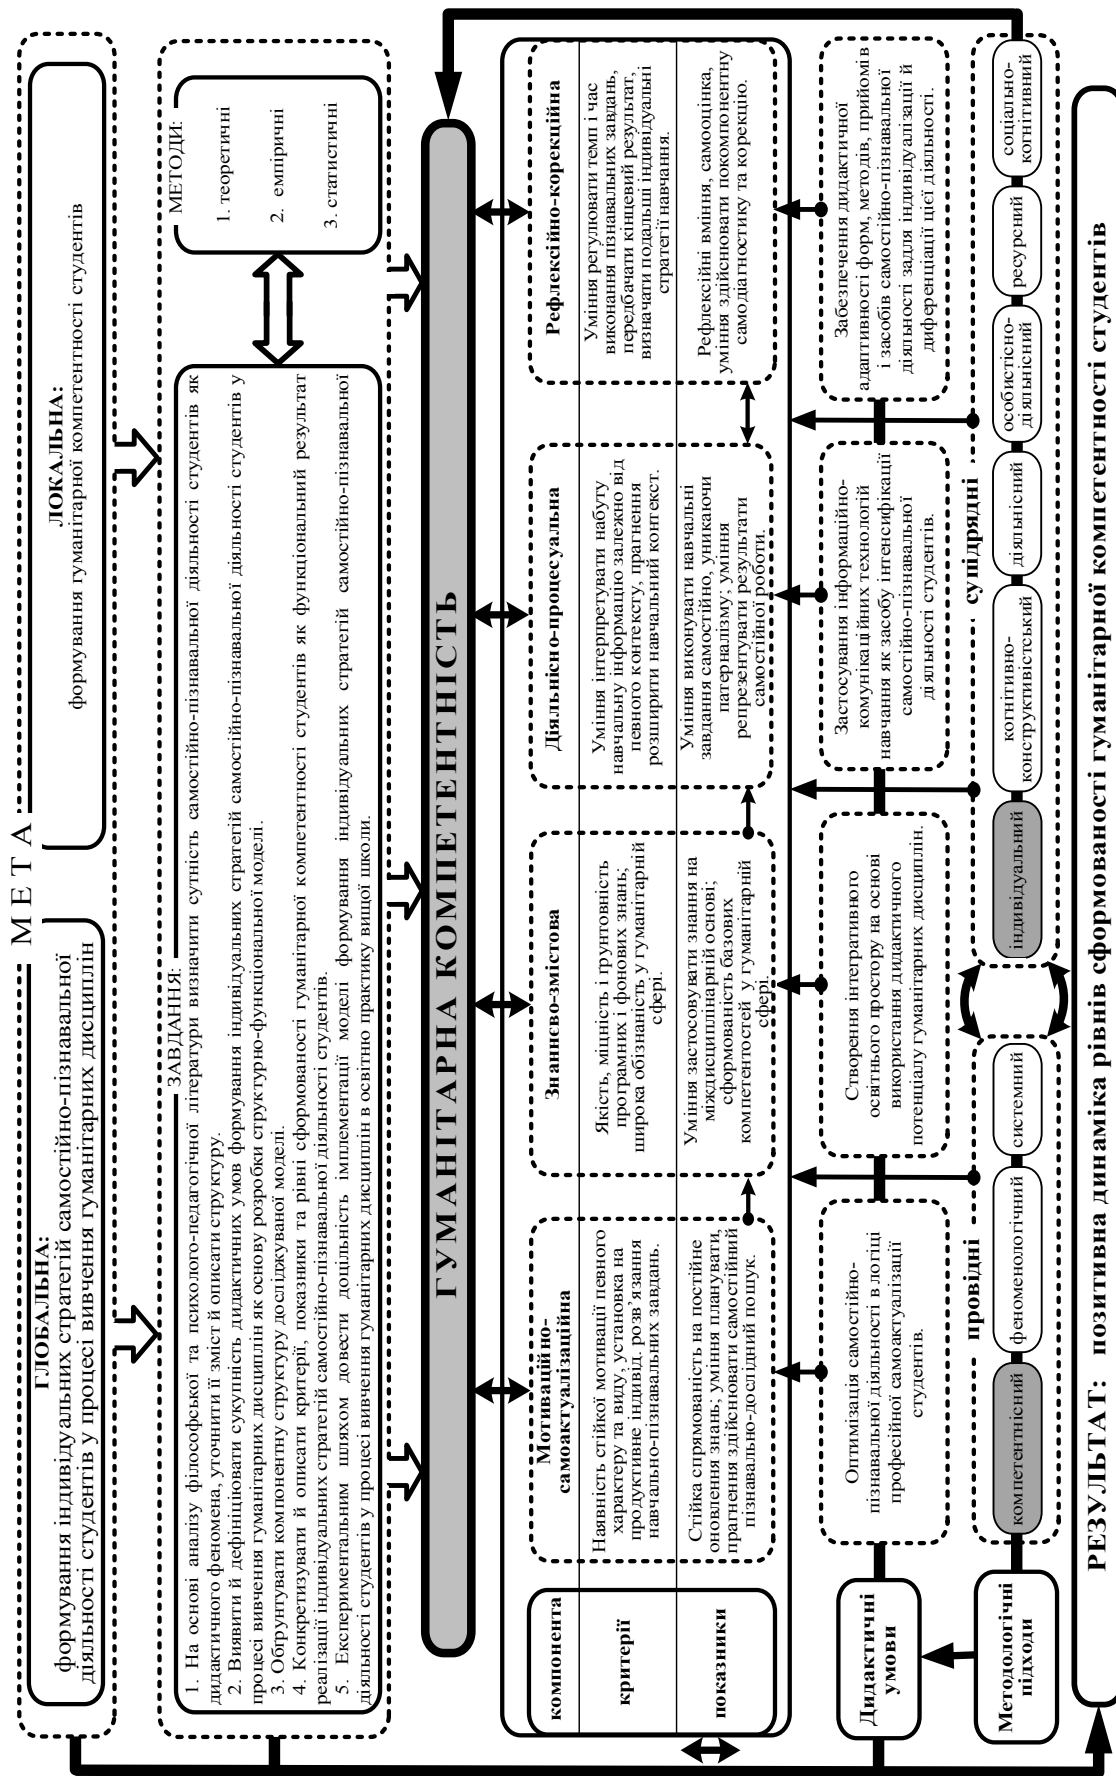 М Е Т А
ГЛОБАЛЬНА:
формування індивідуальних стратегій самостійно-пізнавальної
діяльності студентів у процесі вивчення гуманітарних дисциплін
ЛОКАЛЬНА:
формування гуманітарної компетентності студентів
ЗАВДАННЯ:
1. На основі аналізу філософської та психолого-педагогічної літератури визначити сутність самостійно-пізнавальної діяльності студентів як
дидактичного феномена, уточнити її зміст й описати структуру.
2. Виявити й дефініціювати сукупність дидактичних умов формування індивідуальних стратегій самостійно-пізнавальної діяльності студентів у
процесі вивчення гуманітарних дисциплін як основу розробки структурно-функціональної моделі.
3. Обґрунтувати компонентну структуру досліджуваної моделі.
4. Конкретизувати й описати критерії, показники та рівні сформованості гуманітарної компетентності студентів як функціональний результат
реалізації індивідуальних стратегій самостійно-пізнавальної діяльності студентів.
5. Експериментальним шляхом довести доцільність імплементації моделі формування індивідуальних стратегій самостійно-пізнавальної
діяльності студентів у процесі вивчення гуманітарних дисциплін в освітню практику вищої школи.
МЕТОДИ:
1. теоретичні
2. емпіричні
3. статистичні
ГУМАНІТАРНА КОМПЕТЕНТНІСТЬ
компонента
критерії
показники
Мотиваційно-
самоактуалізаційна
Наявність стійкої мотивації певного
характеру та виду, установка на
продуктивне індивід. розв’язання
навчально-пізнавальних завдань.
Стійка спрямованість на постійне
оновлення знань; уміння планувати,
прагнення здійснювати самостійний
пізнавально-дослідний пошук.
Знаннєво-змістова
Якість, міцність і ґрунтовність
програмних і фонових знань;
широка обізнаність у гуманітарній
сфері.
Уміння застосовувати знання на
міждисциплінарній основі;
сформованість базових
компетентостей у гуманітарній
сфері.
Діяльнісно-процесуальна
Уміння інтерпретувати набуту
навчальну інформацію залежно від
певного контексту, прагнення
розширити навчальний контекст.
Уміння виконувати навчальні
завдання самостійно, уникаючи
патерналізму; уміння
репрезентувати результати
самостійної роботи.
Рефлексійно-корекційна
Уміння регулювати темп і час
виконання пізнавальних завдань,
передбачати кінцевий результат,
визначати подальші індивідуальні
стратегії навчання.
Рефлексійні вміння, самооцінка,
уміння здійснювати покомпонентну
самодіагностику та корекцію.
Дидактичні
умови
Оптимізація самостійно-
пізнавальної діяльності в логіці
професійної самоактуалізації
студентів.
Створення інтегративного
освітнього простору на основі
використання дидактичного
потенціалу гуманітарних дисциплін.
Застосування інформаційно-
комунікаційних технологій
навчання як засобу інтенсифікації
самостійно-пізнавальної
діяльності студентів.
Забезпечення дидактичної
адаптивності форм, методів, прийомів
і засобів самостійно-пізнавальної
діяльності задля індивідуалізації й
диференціації цієї діяльності.
Методологічні
підходи
провідні
компетентнісний
феноменологічний
системний
супідрядні
індивідуальний
когнітивно-
конструктивістський
діяльнісний
особистісно-
діяльнісний
ресурсний
соціально-
когнітивний
РЕЗУЛЬТАТ: позитивна динаміка рівнів сформованості гуманітарної компетентності студентів